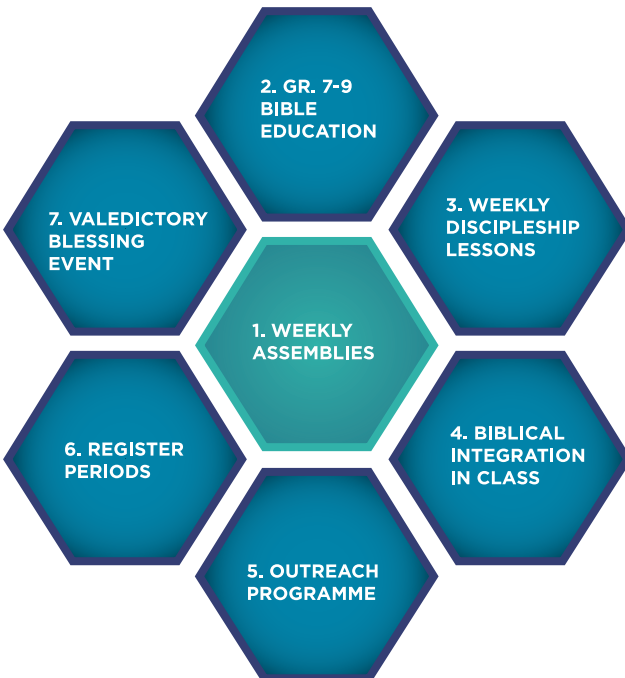 1. WEEKLY
ASSEMBLIES
2. GR. 7-9
BIBLE
EDUCATION
3. WEEKLY
DISCIPLESHIP
LESSONS
4. BIBLICAL
INTEGRATION
IN CLASS
5. OUTREACH
PROGRAMME
6. REGISTER
PERIODS
7. VALEDICTORY
BLESSING
EVENT